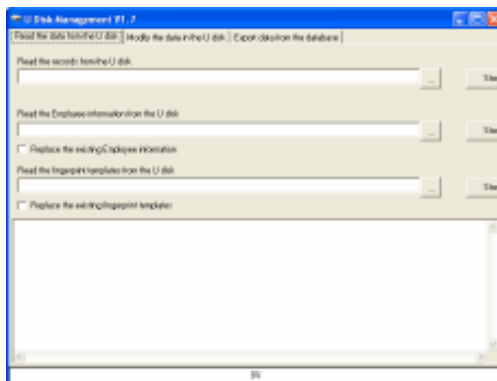 U Disk Management V1.7
Read the data from the U disk Modify the data in the U disk Export data from the database
Read the records from the U disk
...
Read the Employee information from the U disk
...
Replace the existing Employee information
Read the fingerprint templates from the U disk
...
Replace the existing fingerprint templates